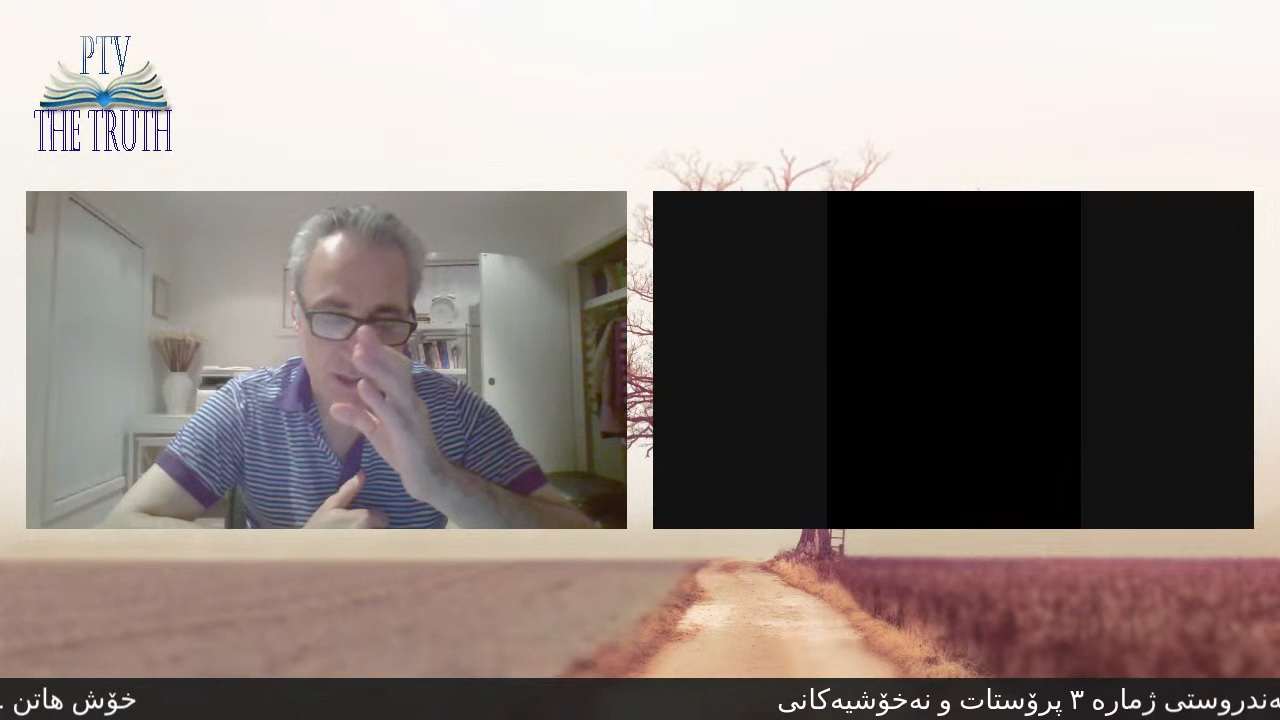 PTV
THE TRUTH
ەندروستی ژمارە ٣ پرۆستات و نەخۆشیەکانی
خۆش هاتن .